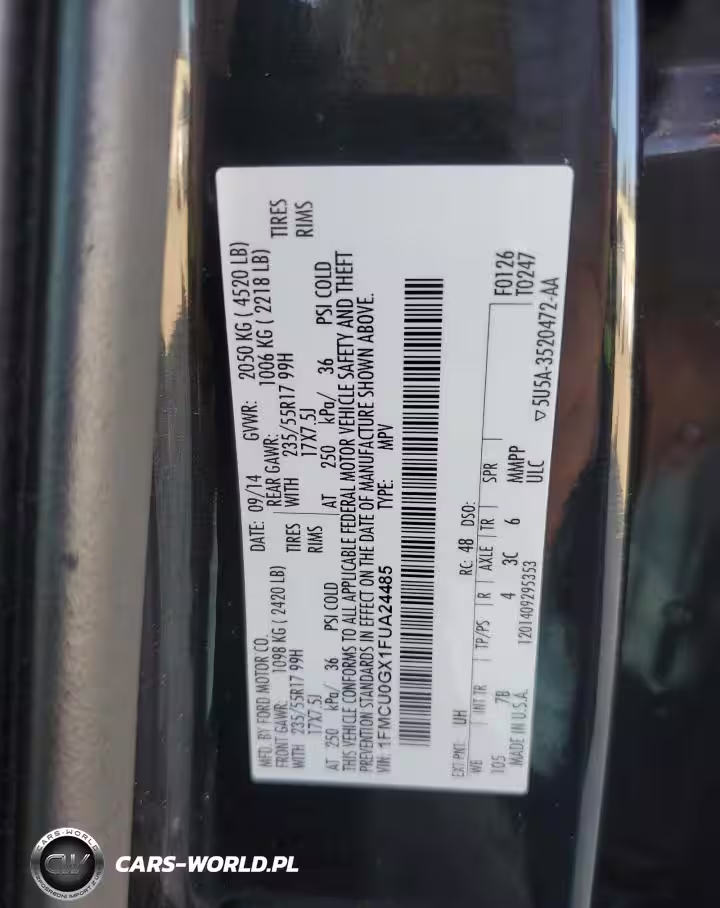 MFD. BY FORD MOTOR CO.
DATE: 09/14 GVWR: 2050 KG ( 4520 LB)
FRONT GAWR: 1098 KG ( 2420 LB) REAR GAWR: 1006 KG ( 2218 LB)
WITH 235/55R17 99H TIRES WITH 235/55R17 99H TIRES
17X7.5J RIMS 17X7.5J RIMS
AT 250 kPa/ 36 PSI COLD AT 250 kPa/ 36 PSI COLD
THIS VEHICLE CONFORMS TO ALL APPLICABLE FEDERAL MOTOR VEHICLE SAFETY AND THEFT
PREVENTION STANDARDS IN EFFECT ON THE DATE OF MANUFACTURE SHOWN ABOVE.
VIN: 1FMCU0GX1FUA24485 TYPE: MPV
EXT PNT: UH RC: 48 DSO: F0126
T0247
WB INT TR TP/PS R AXLE TR SPR
105 7B 4 3C 6 MMPP
MADE IN U.S.A. 1201409295353 ULC ▽5U5A-3520472-AA
CARS-WORLD
CW
CARS-WORLD.PL